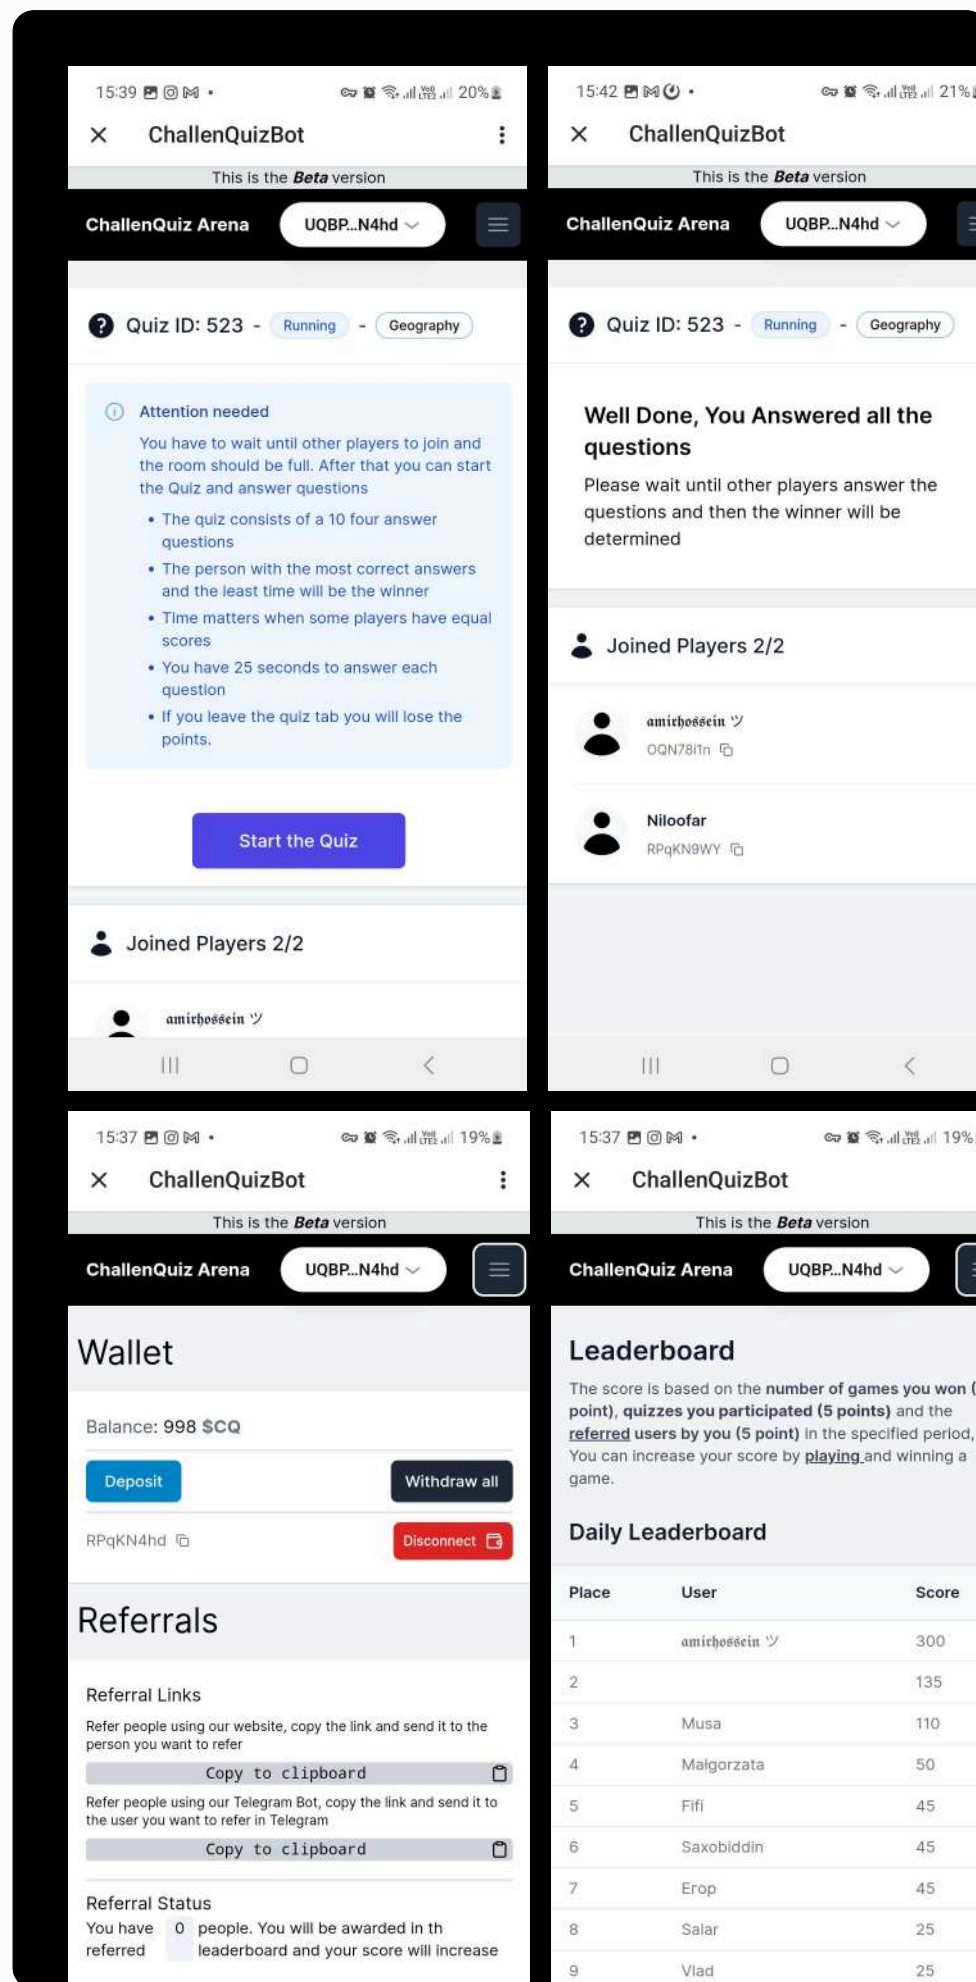 15:39
20%
ChallenQuizBot
This is the Beta version
ChallenQuiz Arena
UQBP...N4hd
Quiz ID: 523 - Running - Geography
Attention needed
You have to wait until other players to join and
the room should be full. After that you can start
the Quiz and answer questions
• The quiz consists of a 10 four answer
questions
• The person with the most correct answers
and the least time will be the winner
• Time matters when some players have equal
scores
• You have 25 seconds to answer each
question
• If you leave the quiz tab you will lose the
points.
Start the Quiz
Joined Players 2/2
amirhossein ツ
15:42
21%
ChallenQuizBot
This is the Beta version
ChallenQuiz Arena
UQBP...N4hd
Quiz ID: 523 - Running - Geography
Well Done, You Answered all the
questions
Please wait until other players answer the
questions and then the winner will be
determined
Joined Players 2/2
amirhossein ツ
OQN78i1n
Niloofar
RPqKN9WY
15:37
19%
ChallenQuizBot
This is the Beta version
ChallenQuiz Arena
UQBP...N4hd
Wallet
Balance: 998 $CQ
Deposit
Withdraw all
RPqKN4hd
Disconnect
Referrals
Referral Links
Refer people using our website, copy the link and send it to the
person you want to refer
Copy to clipboard
Refer people using our Telegram Bot, copy the link and send it to
the user you want to refer in Telegram
Copy to clipboard
Referral Status
You have 0 people. You will be awarded in th
referred leaderboard and your score will increase
15:37
19%
ChallenQuizBot
This is the Beta version
ChallenQuiz Arena
UQBP...N4hd
Leaderboard
The score is based on the number of games you won (
point), quizzes you participated (5 points) and the
referred users by you (5 point) in the specified period,
You can increase your score by playing and winning a
game.
Daily Leaderboard
Place User Score
1 amirhossein ツ 300
2 135
3 Musa 110
4 Małgorzata 50
5 Fifi 45
6 Saxobiddin 45
7 Егор 45
8 Salar 25
9 Vlad 25